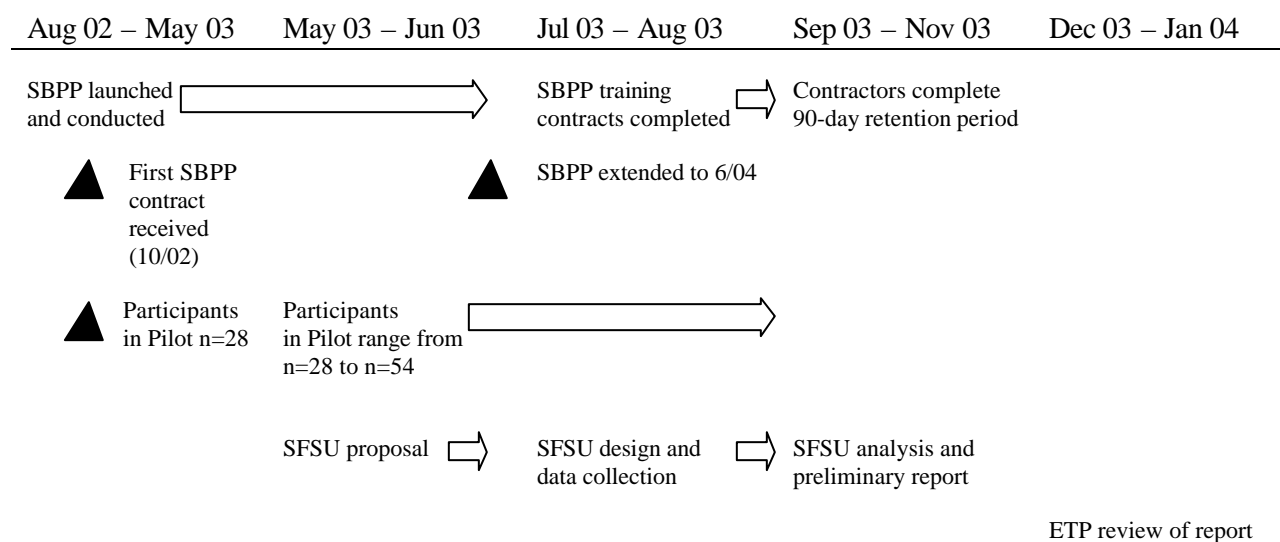 Aug 02 – May 03 May 03 – Jun 03 Jul 03 – Aug 03 Sep 03 – Nov 03 Dec 03 – Jan 04
SBPP launched
and conducted
SBPP training
contracts completed
Contractors complete
90-day retention period
First SBPP
contract
received
(10/02)
SBPP extended to 6/04
Participants
in Pilot n=28
Participants
in Pilot range from
n=28 to n=54
SFSU proposal
SFSU design and
data collection
SFSU analysis and
preliminary report
ETP review of report